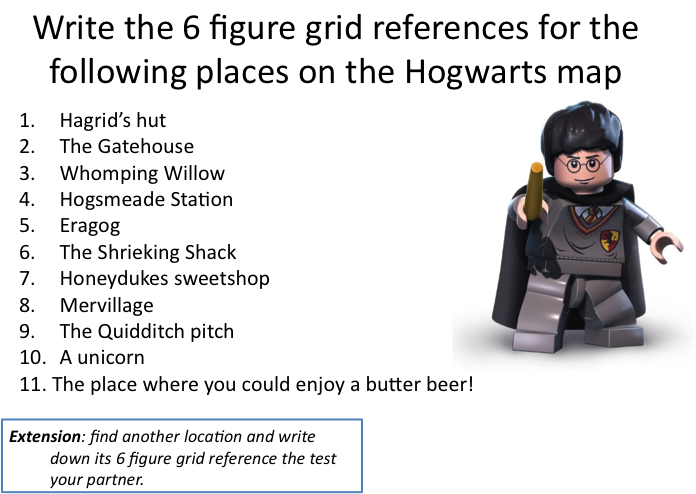 Write the 6 figure grid references for the
following places on the Hogwarts map
1. Hagrid's hut
2. The Gatehouse
3. Whomping Willow
4. Hogsmeade Station
5. Eragog
6. The Shrieking Shack
7. Honeydukes sweetshop
8. Mervillage
9. The Quidditch pitch
10. A unicorn
11. The place where you could enjoy a butter beer!
Extension: find another location and write
down its 6 figure grid reference the test
your partner.